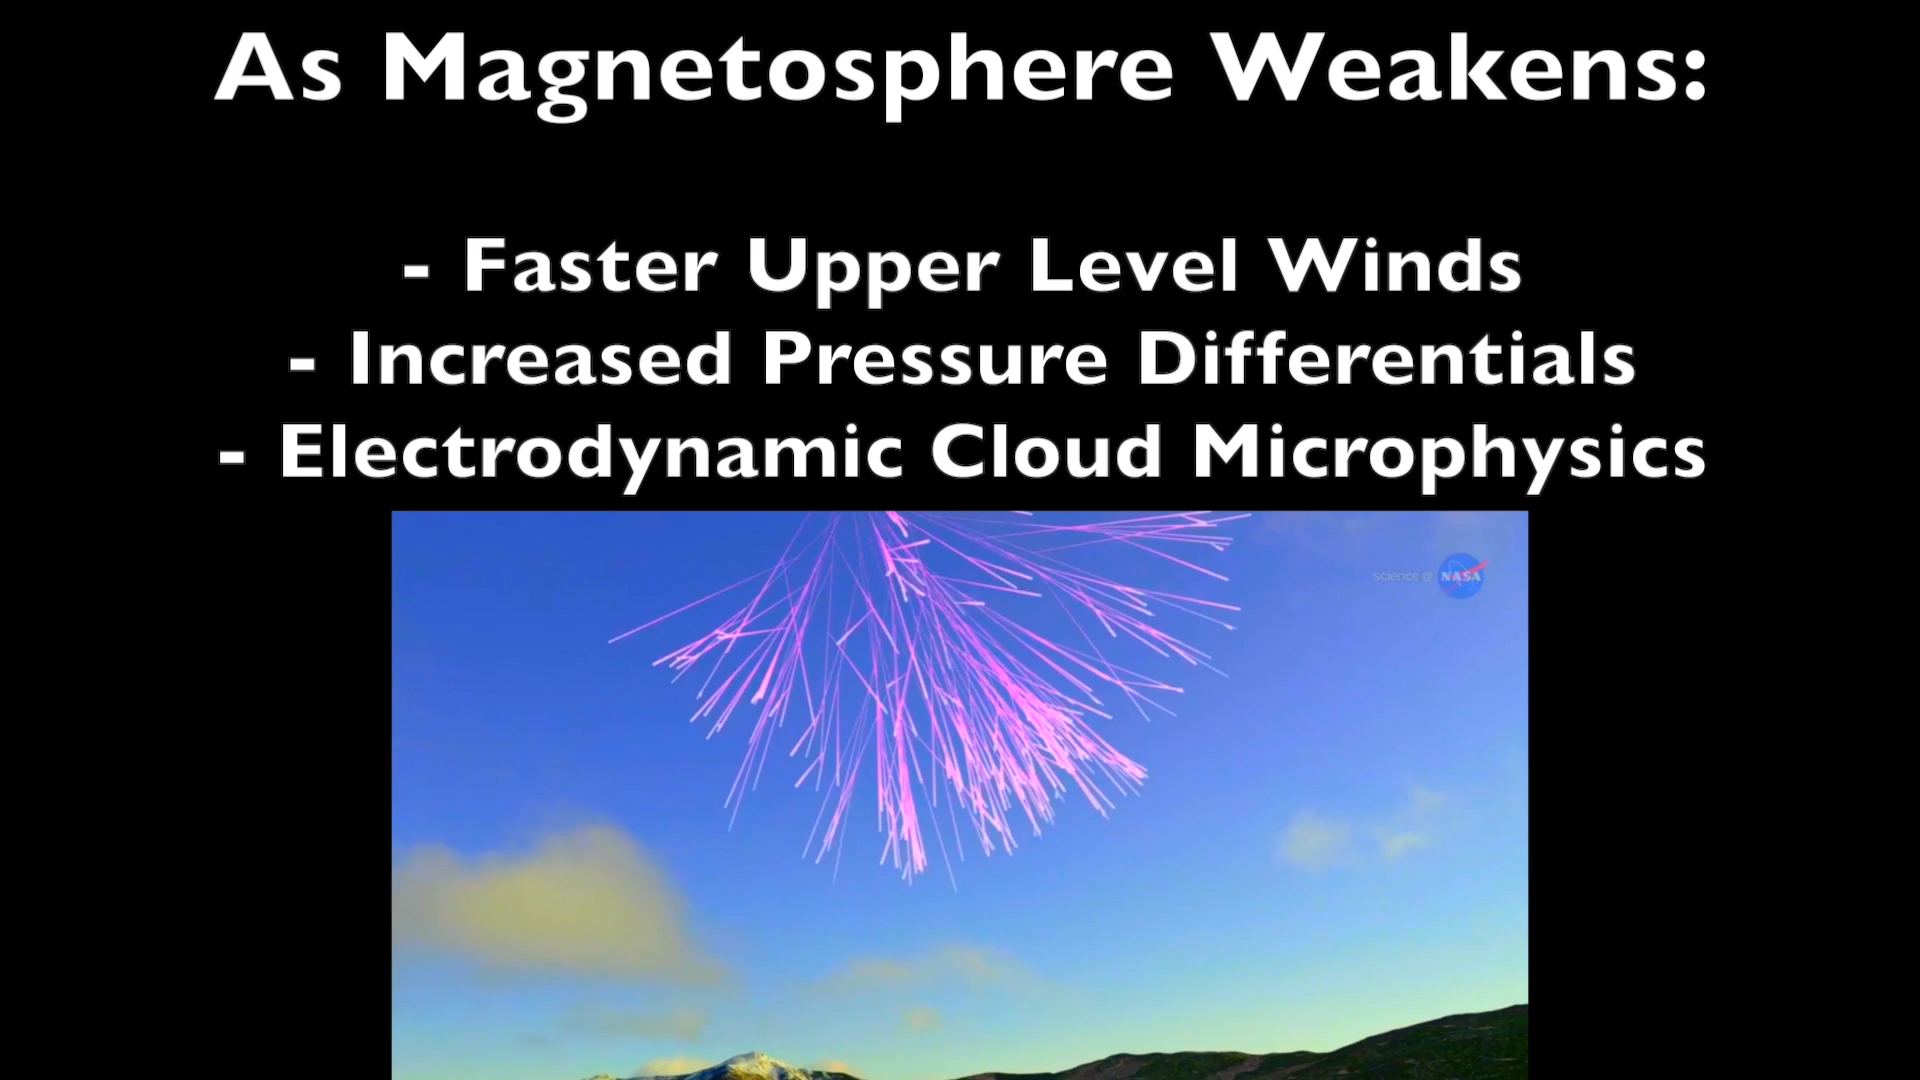 As Magnetosphere Weakens:
- Faster Upper Level Winds
- Increased Pressure Differentials
- Electrodynamic Cloud Microphysics
science @ NASA